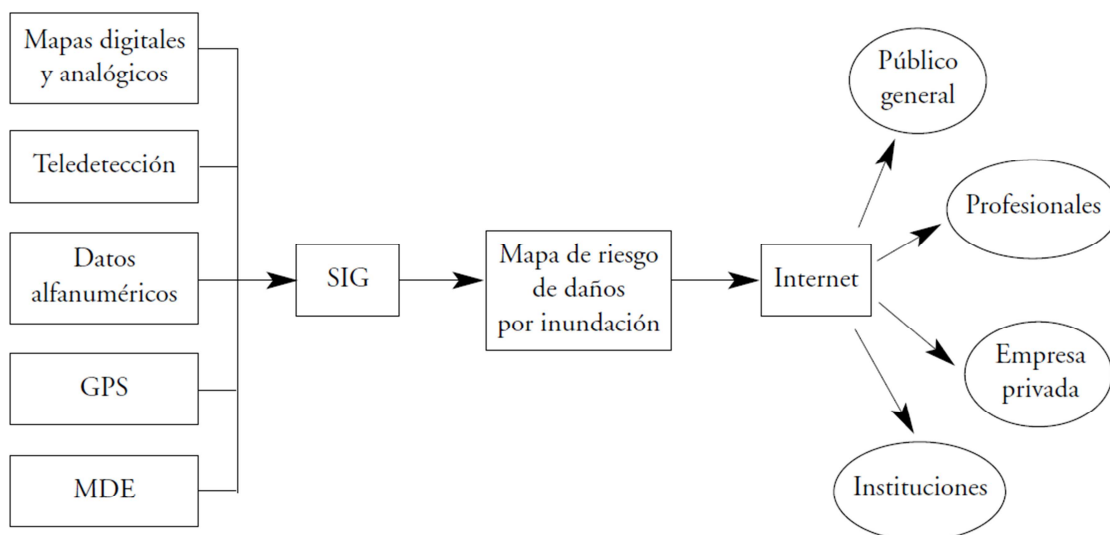 Mapas digitales
y analógicos
Teledetección
Datos
alfanuméricos
GPS
MDE
SIG
Mapa de riesgo
de daños
por inundación
Internet
Público
general
Profesionales
Empresa
privada
Instituciones